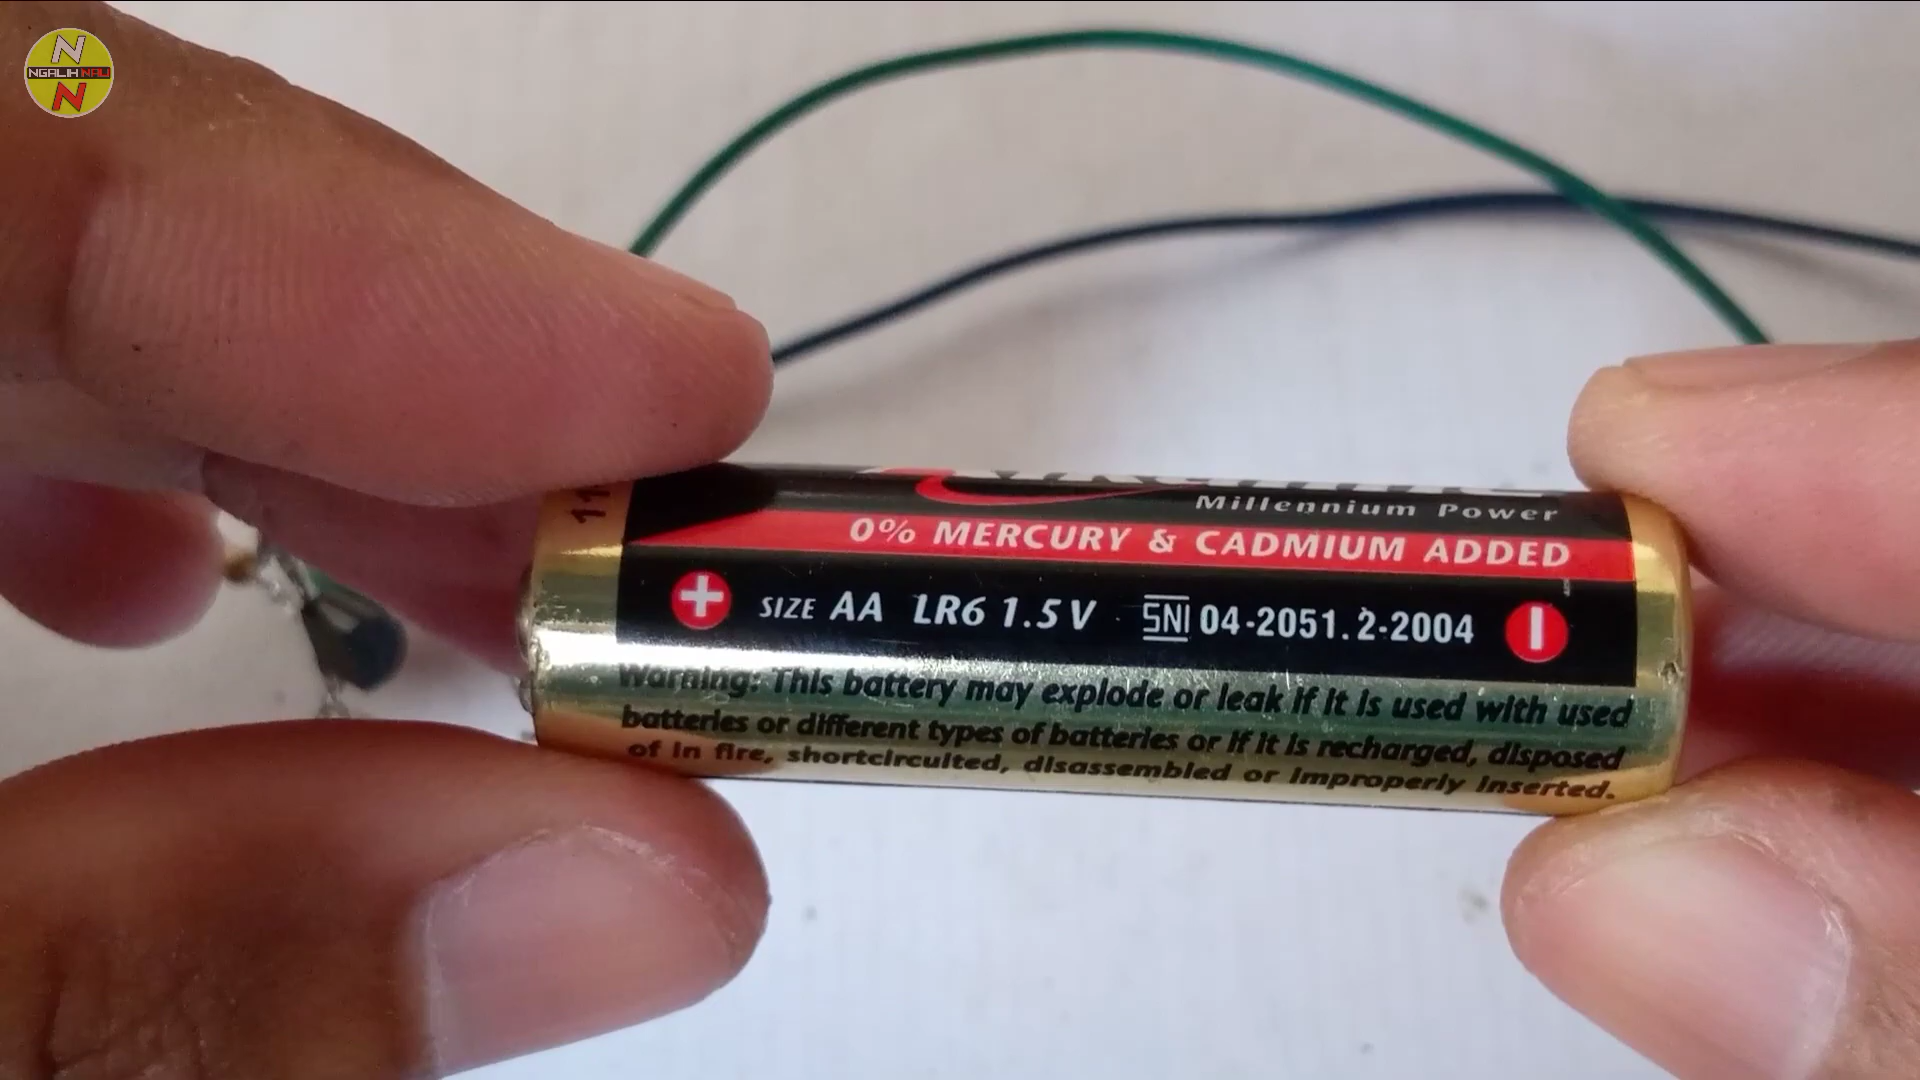 N
NGALIH NALI
N
Millennium Power
0% MERCURY & CADMIUM ADDED
+ SIZE AA LR6 1.5V SNI 04-2051.2-2004 -
Warning: This battery may explode or leak if it is used with used
batteries or different types of batteries or if it is recharged, disposed
of in fire, shortcircuited, disassembled or improperly inserted.